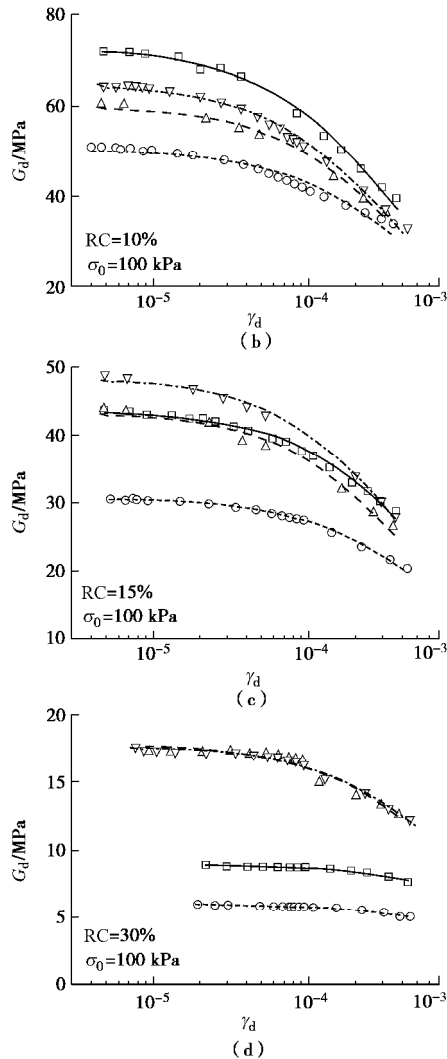 80
60
40
20
G_d/MPa
RC=10%
σ_0=100 kPa
10^-5
10^-4
10^-3
γ_d
(b)
50
40
30
20
10
G_d/MPa
RC=15%
σ_0=100 kPa
10^-5
10^-4
10^-3
γ_d
(c)
20
15
10
5
0
G_d/MPa
RC=30%
σ_0=100 kPa
10^-5
10^-4
10^-3
γ_d
(d)